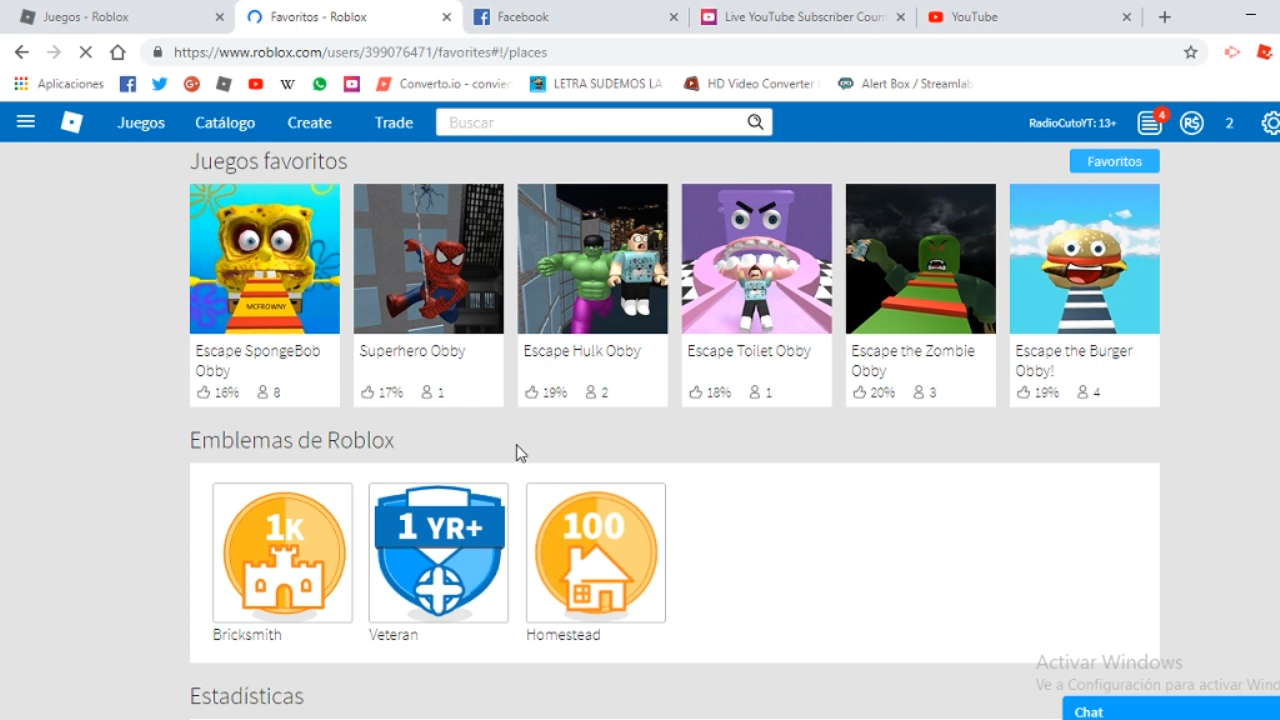 Juegos - Roblox
Favoritos - Roblox
Facebook
Live YouTube Subscriber Coun
YouTube
https://www.roblox.com/users/399076471/favorites#!/places
Aplicaciones
W
Converto.io - convier
LETRA SUDEMOS LA
HD Video Converter
Alert Box / Streamlab
Juegos
Catálogo
Create
Trade
Buscar
RadioCutoYT: 13+
4
R$
2
Juegos favoritos
Favoritos
MCFROWNY
Escape SpongeBob
Obby
16% 8
Superhero Obby
17% 1
Escape Hulk Obby
19% 2
Escape Toilet Obby
18% 1
Escape the Zombie
Obby
20% 3
Escape the Burger
Obby!
19% 4
Emblemas de Roblox
1K
1 YR+
100
Bricksmith
Veteran
Homestead
Activar Windows
Ve a Configuración para activar Wind
Estadísticas
Chat